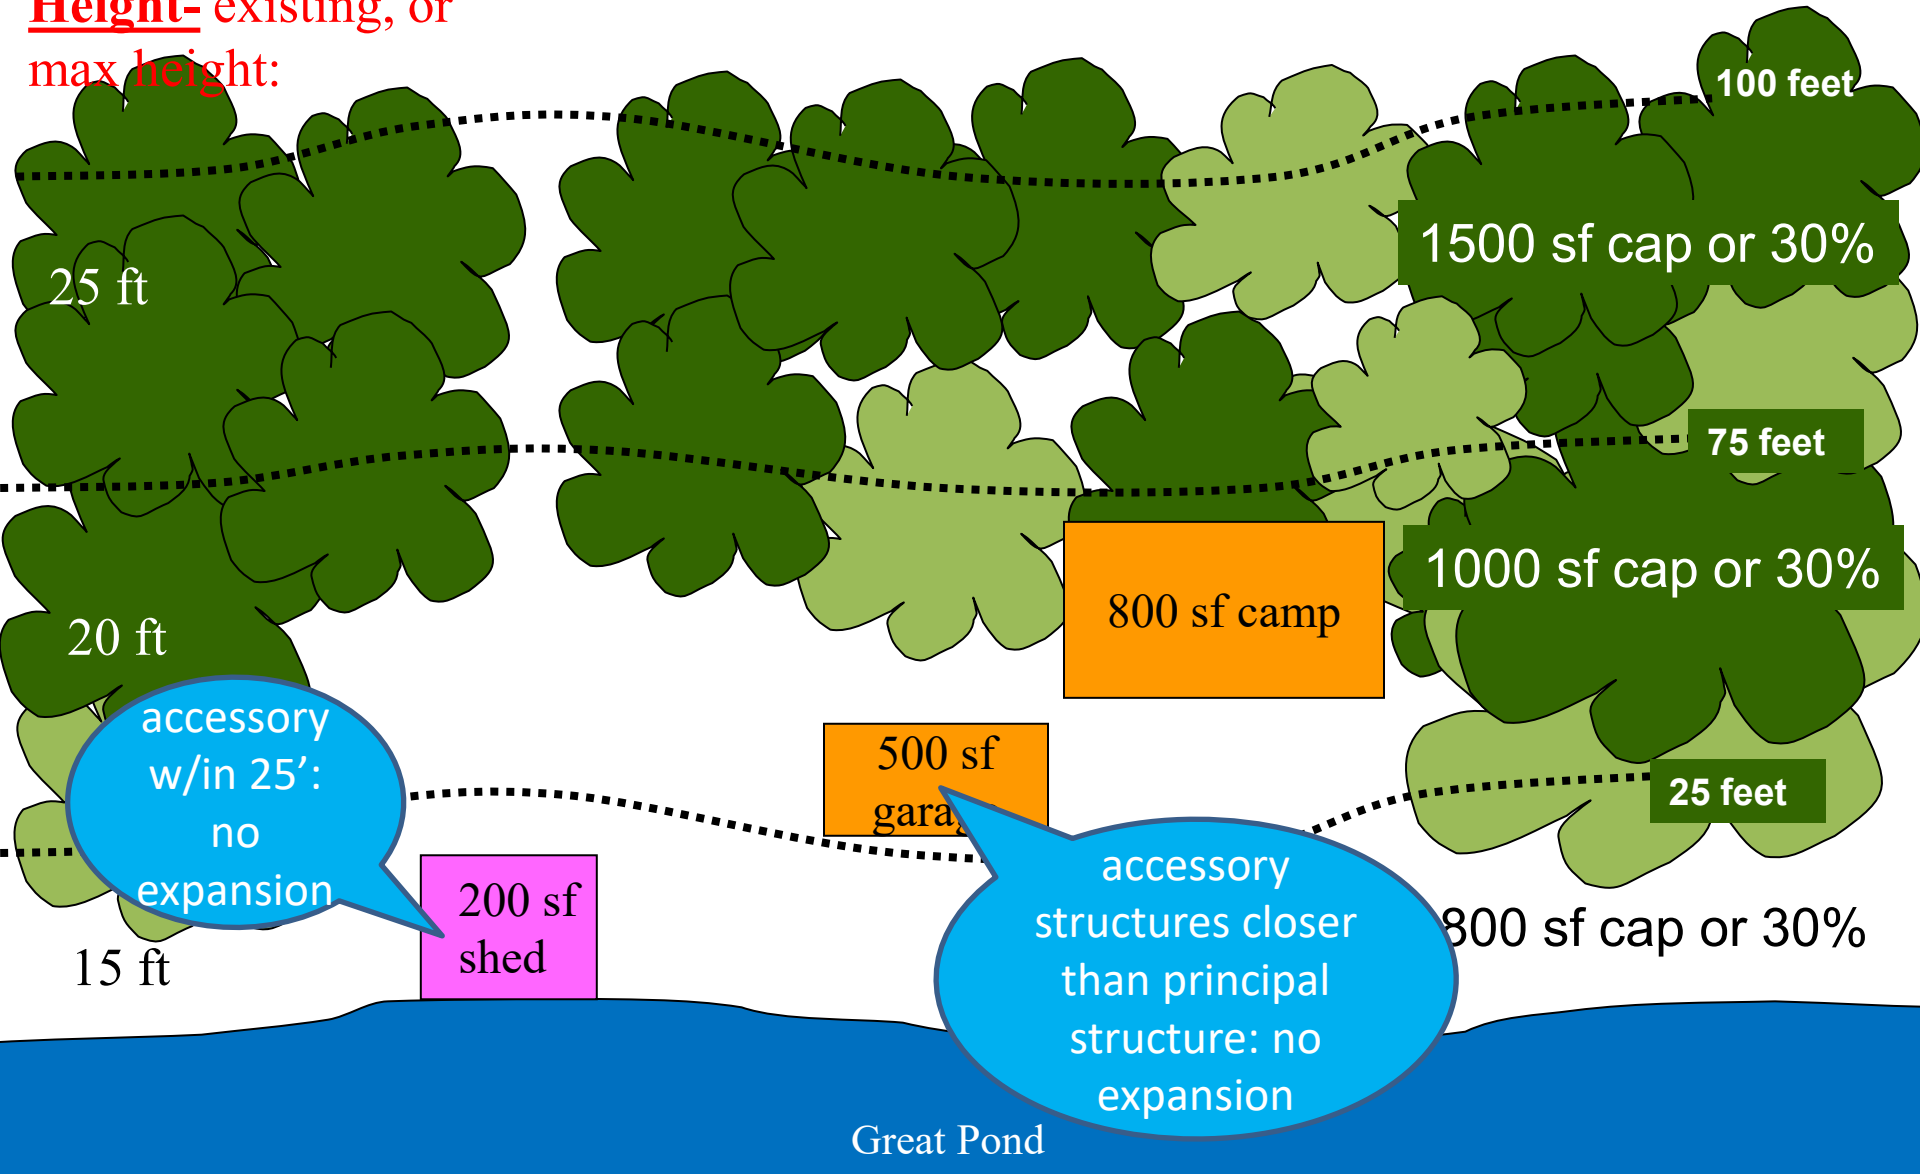 Height- existing, or
max height:
100 feet
1500 sf cap or 30%
25 ft
75 feet
1000 sf cap or 30%
800 sf camp
20 ft
accessory
w/in 25’:
no
expansion
500 sf
25 feet
200 sf
shed
accessory
structures closer
than principal
structure: no
expansion
800 sf cap or 30%
15 ft
Great Pond